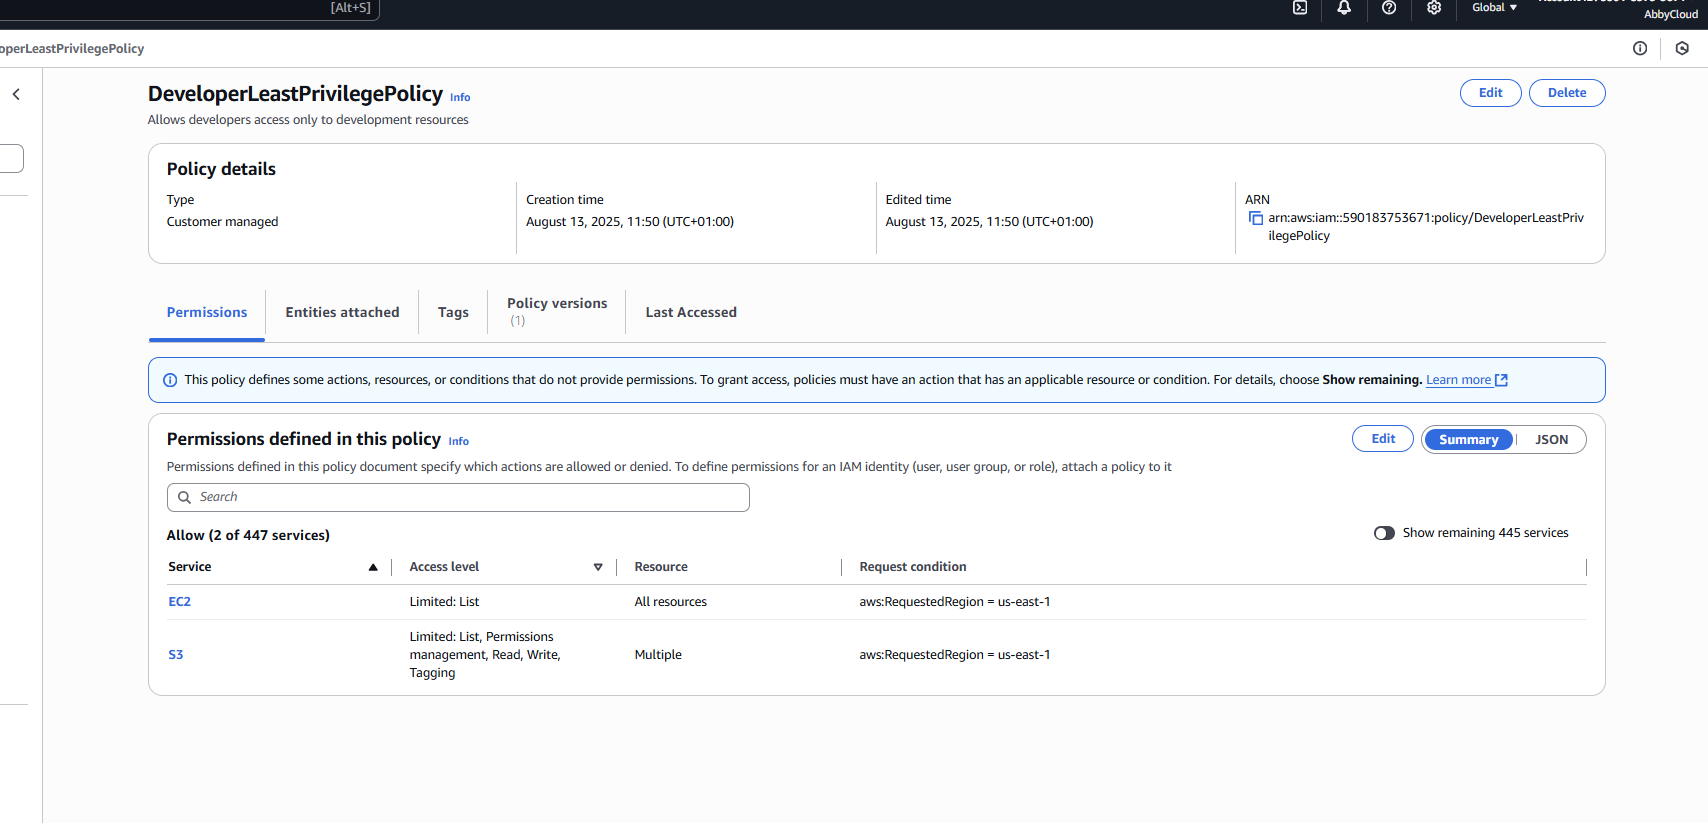 [Alt+S]
Global
AbbyCloud
operLeastPrivilegePolicy
DeveloperLeastPrivilegePolicy Info
Edit
Delete
Allows developers access only to development resources
Policy details
Type
Customer managed
Creation time
August 13, 2025, 11:50 (UTC+01:00)
Edited time
August 13, 2025, 11:50 (UTC+01:00)
ARN
arn:aws:iam::590183753671:policy/DeveloperLeastPriv
ilegePolicy
Permissions
Entities attached
Tags
Policy versions
(1)
Last Accessed
This policy defines some actions, resources, or conditions that do not provide permissions. To grant access, policies must have an action that has an applicable resource or condition. For details, choose Show remaining. Learn more
Permissions defined in this policy Info
Edit
Summary
JSON
Permissions defined in this policy document specify which actions are allowed or denied. To define permissions for an IAM identity (user, user group, or role), attach a policy to it
Search
Allow (2 of 447 services)
Show remaining 445 services
Service
Access level
Resource
Request condition
EC2
Limited: List
All resources
aws:RequestedRegion = us-east-1
S3
Limited: List, Permissions
management, Read, Write,
Tagging
Multiple
aws:RequestedRegion = us-east-1